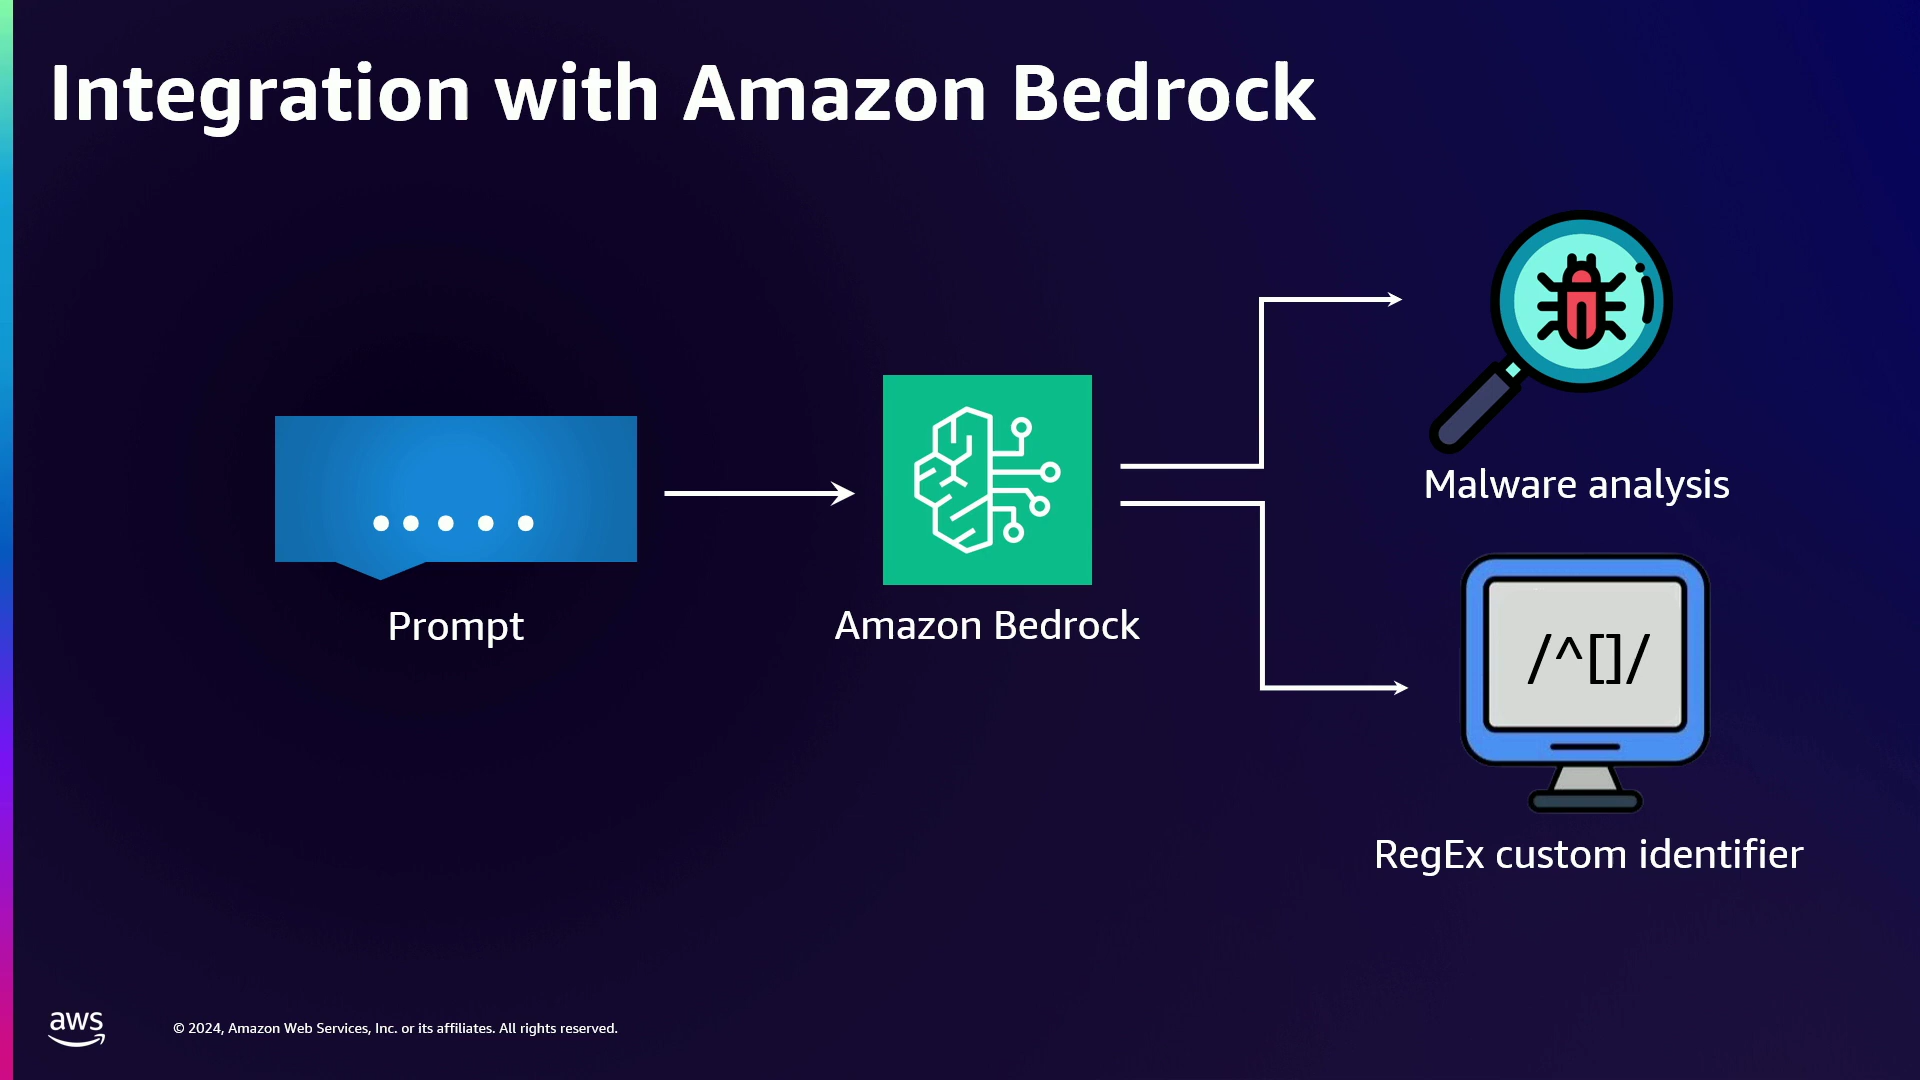 Integration with Amazon Bedrock
Malware analysis
Prompt
Amazon Bedrock
/^[]/
RegEx custom identifier
aws
© 2024, Amazon Web Services, Inc. or its affiliates. All rights reserved.